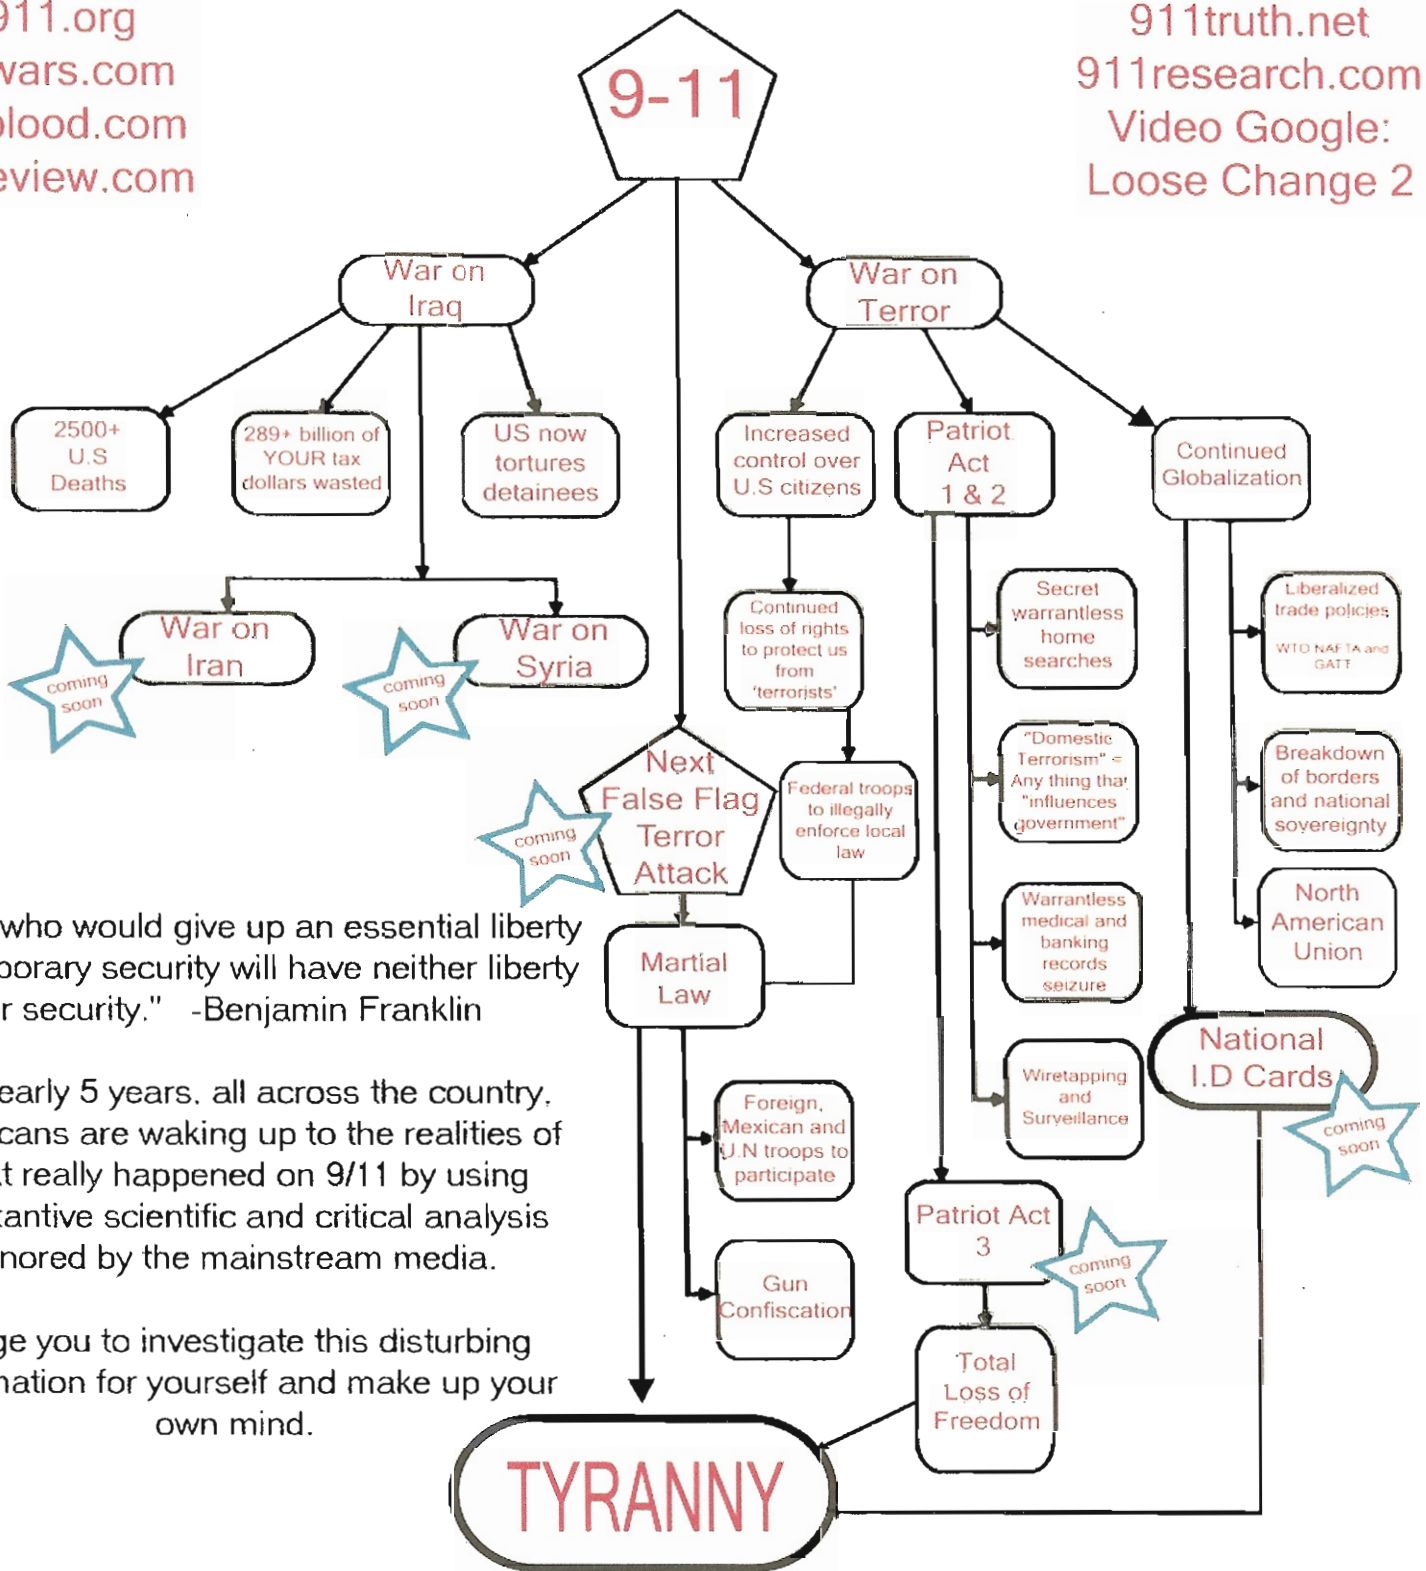 911.org
wars.com
blood.com
eview.com
911truth.net
911research.com
Video Google:
Loose Change 2
9-11
War on
Iraq
War on
Terror
2500+
U.S
Deaths
289+ billion of
YOUR tax
dollars wasted
US now
tortures
detainees
Increased
control over
U.S citizens
Patriot
Act
1 & 2
Continued
Globalization
War on
Iran
coming
soon
War on
Syria
coming
soon
Continued
loss of rights
to protect us
from
'terrorists'
Secret
warrantless
home
searches
Liberalized
trade policies
WTO NAFTA and
GATT
Next
False Flag
Terror
Attack
coming
soon
Federal troops
to illegally
enforce local
law
"Domestic
Terrorism" =
Any thing that
"influences
government"
Breakdown
of borders
and national
sovereignty
Warrantless
medical and
banking
records
seizure
North
American
Union
who would give up an essential liberty
porary security will have neither liberty
r security." -Benjamin Franklin
Martial
Law
National
I.D Cards
coming
soon
Wiretapping
and
Surveillance
early 5 years, all across the country,
cans are waking up to the realities of
t really happened on 9/11 by using
tantive scientific and critical analysis
nored by the mainstream media.
Foreign,
Mexican and
U.N troops to
participate
Patriot Act
3
coming
soon
Gun
Confiscation
ge you to investigate this disturbing
mation for yourself and make up your
own mind.
Total
Loss of
Freedom
TYRANNY